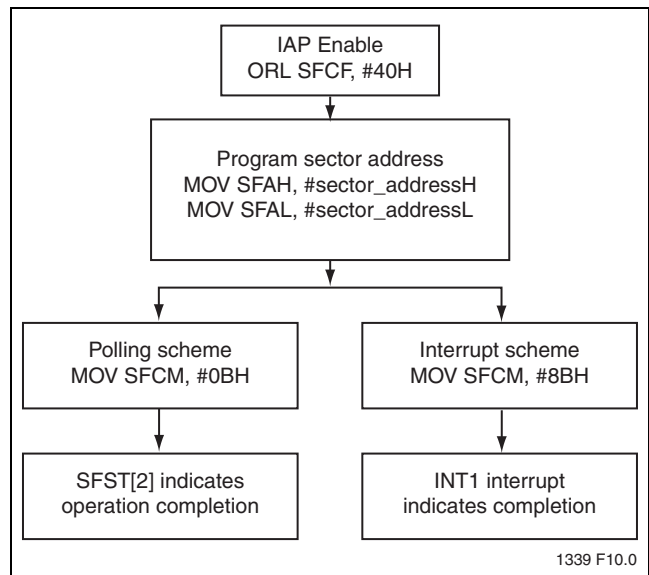 IAP Enable
ORL SFCF, #40H
Program sector address
MOV SFAH, #sector_addressH
MOV SFAL, #sector_addressL
Polling scheme
MOV SFCM, #0BH
Interrupt scheme
MOV SFCM, #8BH
SFST[2] indicates
operation completion
INT1 interrupt
indicates completion
1339 F10.0